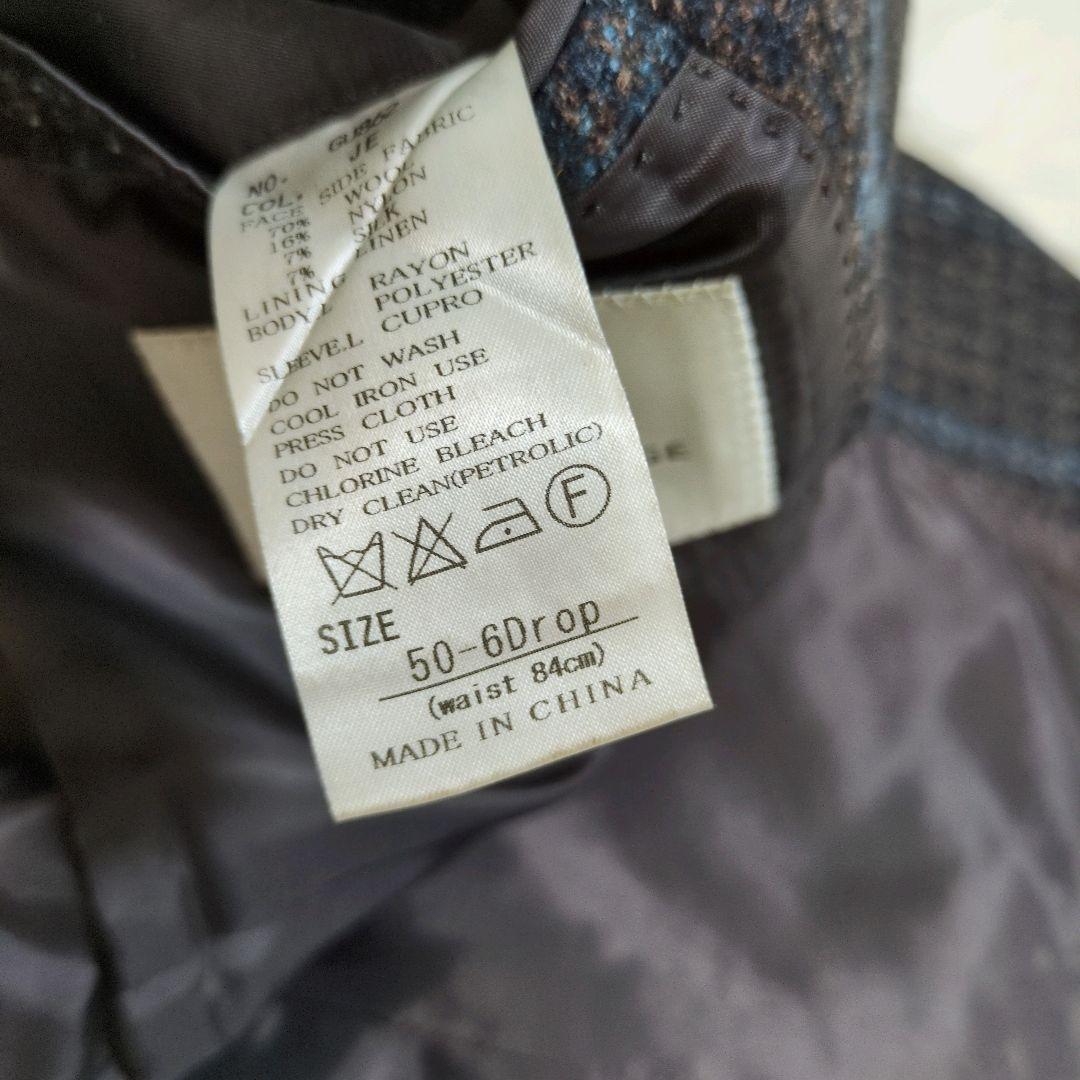 NO.
COL. JE
FACE SIDE FABRIC
70% WOOL
16% NYLON
7% SILK
7% LINEN
LINING
BODY.L RAYON
POLYESTER
SLEEVE.L CUPRO
DO NOT WASH
COOL IRON USE
PRESS CLOTH
DO NOT USE
CHLORINE BLEACH
DRY CLEAN(PETROLIC)
F
SIZE
50-6Drop
(waist 84cm)
MADE IN CHINA